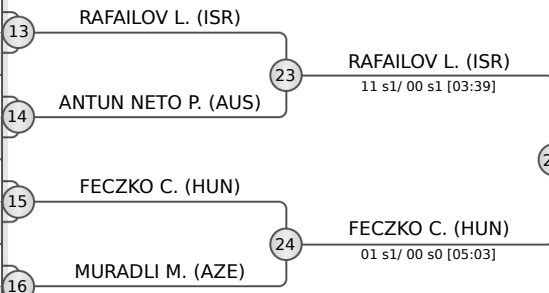 RAFAILOV L. (ISR)
13
RAFAILOV L. (ISR)
23
11 s1/ 00 s1 [03:39]
ANTUN NETO P. (AUS)
14
FECZKO C. (HUN)
15
FECZKO C. (HUN)
24
01 s1/ 00 s0 [05:03]
MURADLI M. (AZE)
16